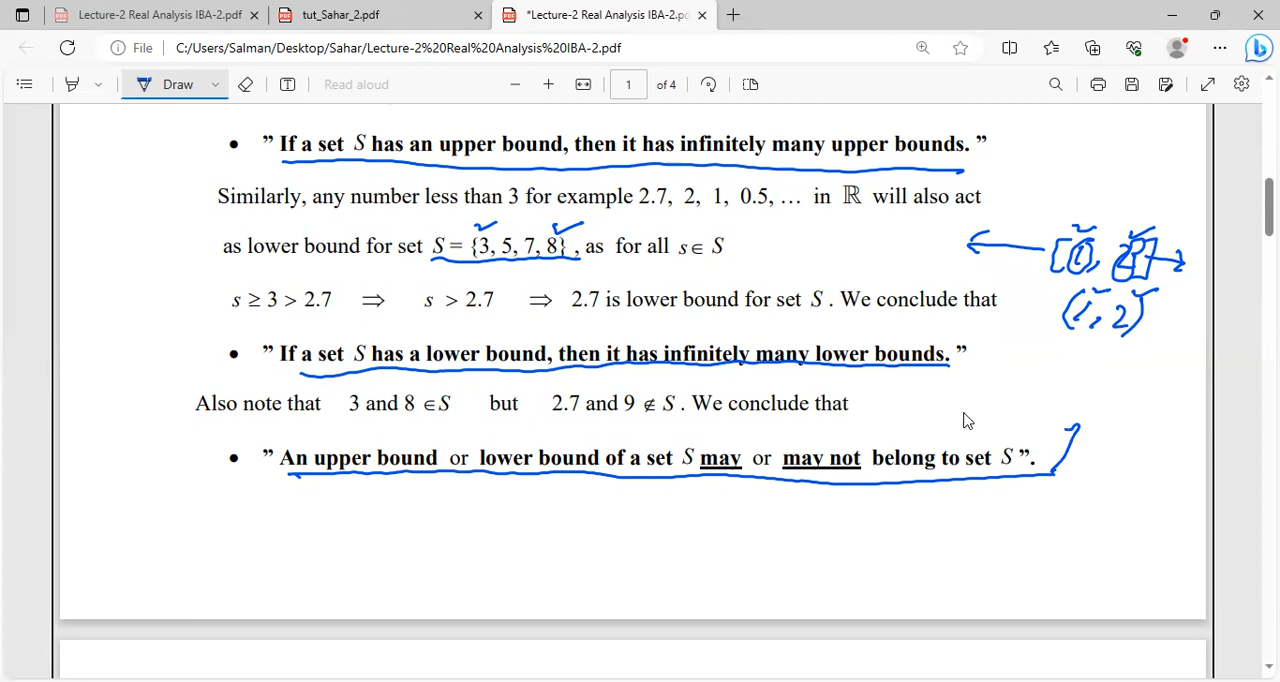 Lecture-2 Real Analysis IBA-2.pdf
tut_Sahar_2.pdf
*Lecture-2 Real Analysis IBA-2.pd
File
C:/Users/Salman/Desktop/Sahar/Lecture-2%20Real%20Analysis%20IBA-2.pdf
Draw
Read aloud
1 of 4
• ” If a set S has an upper bound, then it has infinitely many upper bounds. ”
Similarly, any number less than 3 for example 2.7, 2, 1, 0.5, … in ℝ will also act
as lower bound for set S = {3, 5, 7, 8} , as for all s ∈ S
[1, 2]
s ≥ 3 > 2.7 ⟹ s > 2.7 ⟹ 2.7 is lower bound for set S . We conclude that
(1, 2)
• ” If a set S has a lower bound, then it has infinitely many lower bounds. ”
Also note that 3 and 8 ∈ S but 2.7 and 9 ∉ S . We conclude that
• ” An upper bound or lower bound of a set S may or may not belong to set S ”.